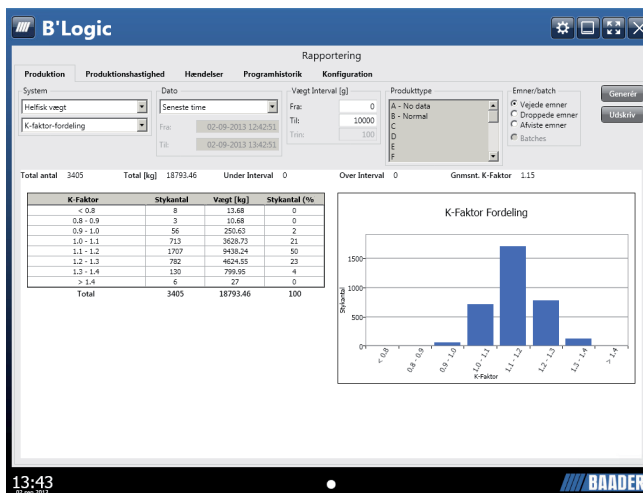 B'Logic
Rapportering
Produktion Produktionshastighed Hændelser Programhistorik Konfiguration
System Dato Vægt Interval [g] Produkttype Emner/batch
Helfisk vægt Seneste time Fra: 0 A - No data Vejede emner Generér
K-faktor-fordeling Fra: 02-09-2013 12:42:51 Til: 10000 B - Normal Droppede emner Udskriv
Til: 02-09-2013 13:42:51 Trin: 100 C Afviste emner
D Batches
E
F
Total antal 3405 Total [kg] 18793.46 Under Interval 0 Over Interval 0 Gnmsnt. K-Faktor 1.15
K-Faktor Stykantal Vægt [kg] Stykantal (%
< 0.8 8 13.68 0
0.8 - 0.9 3 10.68 0
0.9 - 1.0 56 250.63 2
1.0 - 1.1 713 3628.73 21
1.1 - 1.2 1707 9438.24 50
1.2 - 1.3 782 4624.55 23
1.3 - 1.4 130 799.95 4
> 1.4 6 27 0
Total 3405 18793.46 100
K-Faktor Fordeling
Stykantal
1500
1000
500
0
< 0.8 0.8 - 0.9 0.9 - 1.0 1.0 - 1.1 1.1 - 1.2 1.2 - 1.3 1.3 - 1.4 > 1.4
K-Faktor
13:43
02 sep 2013
BAADER